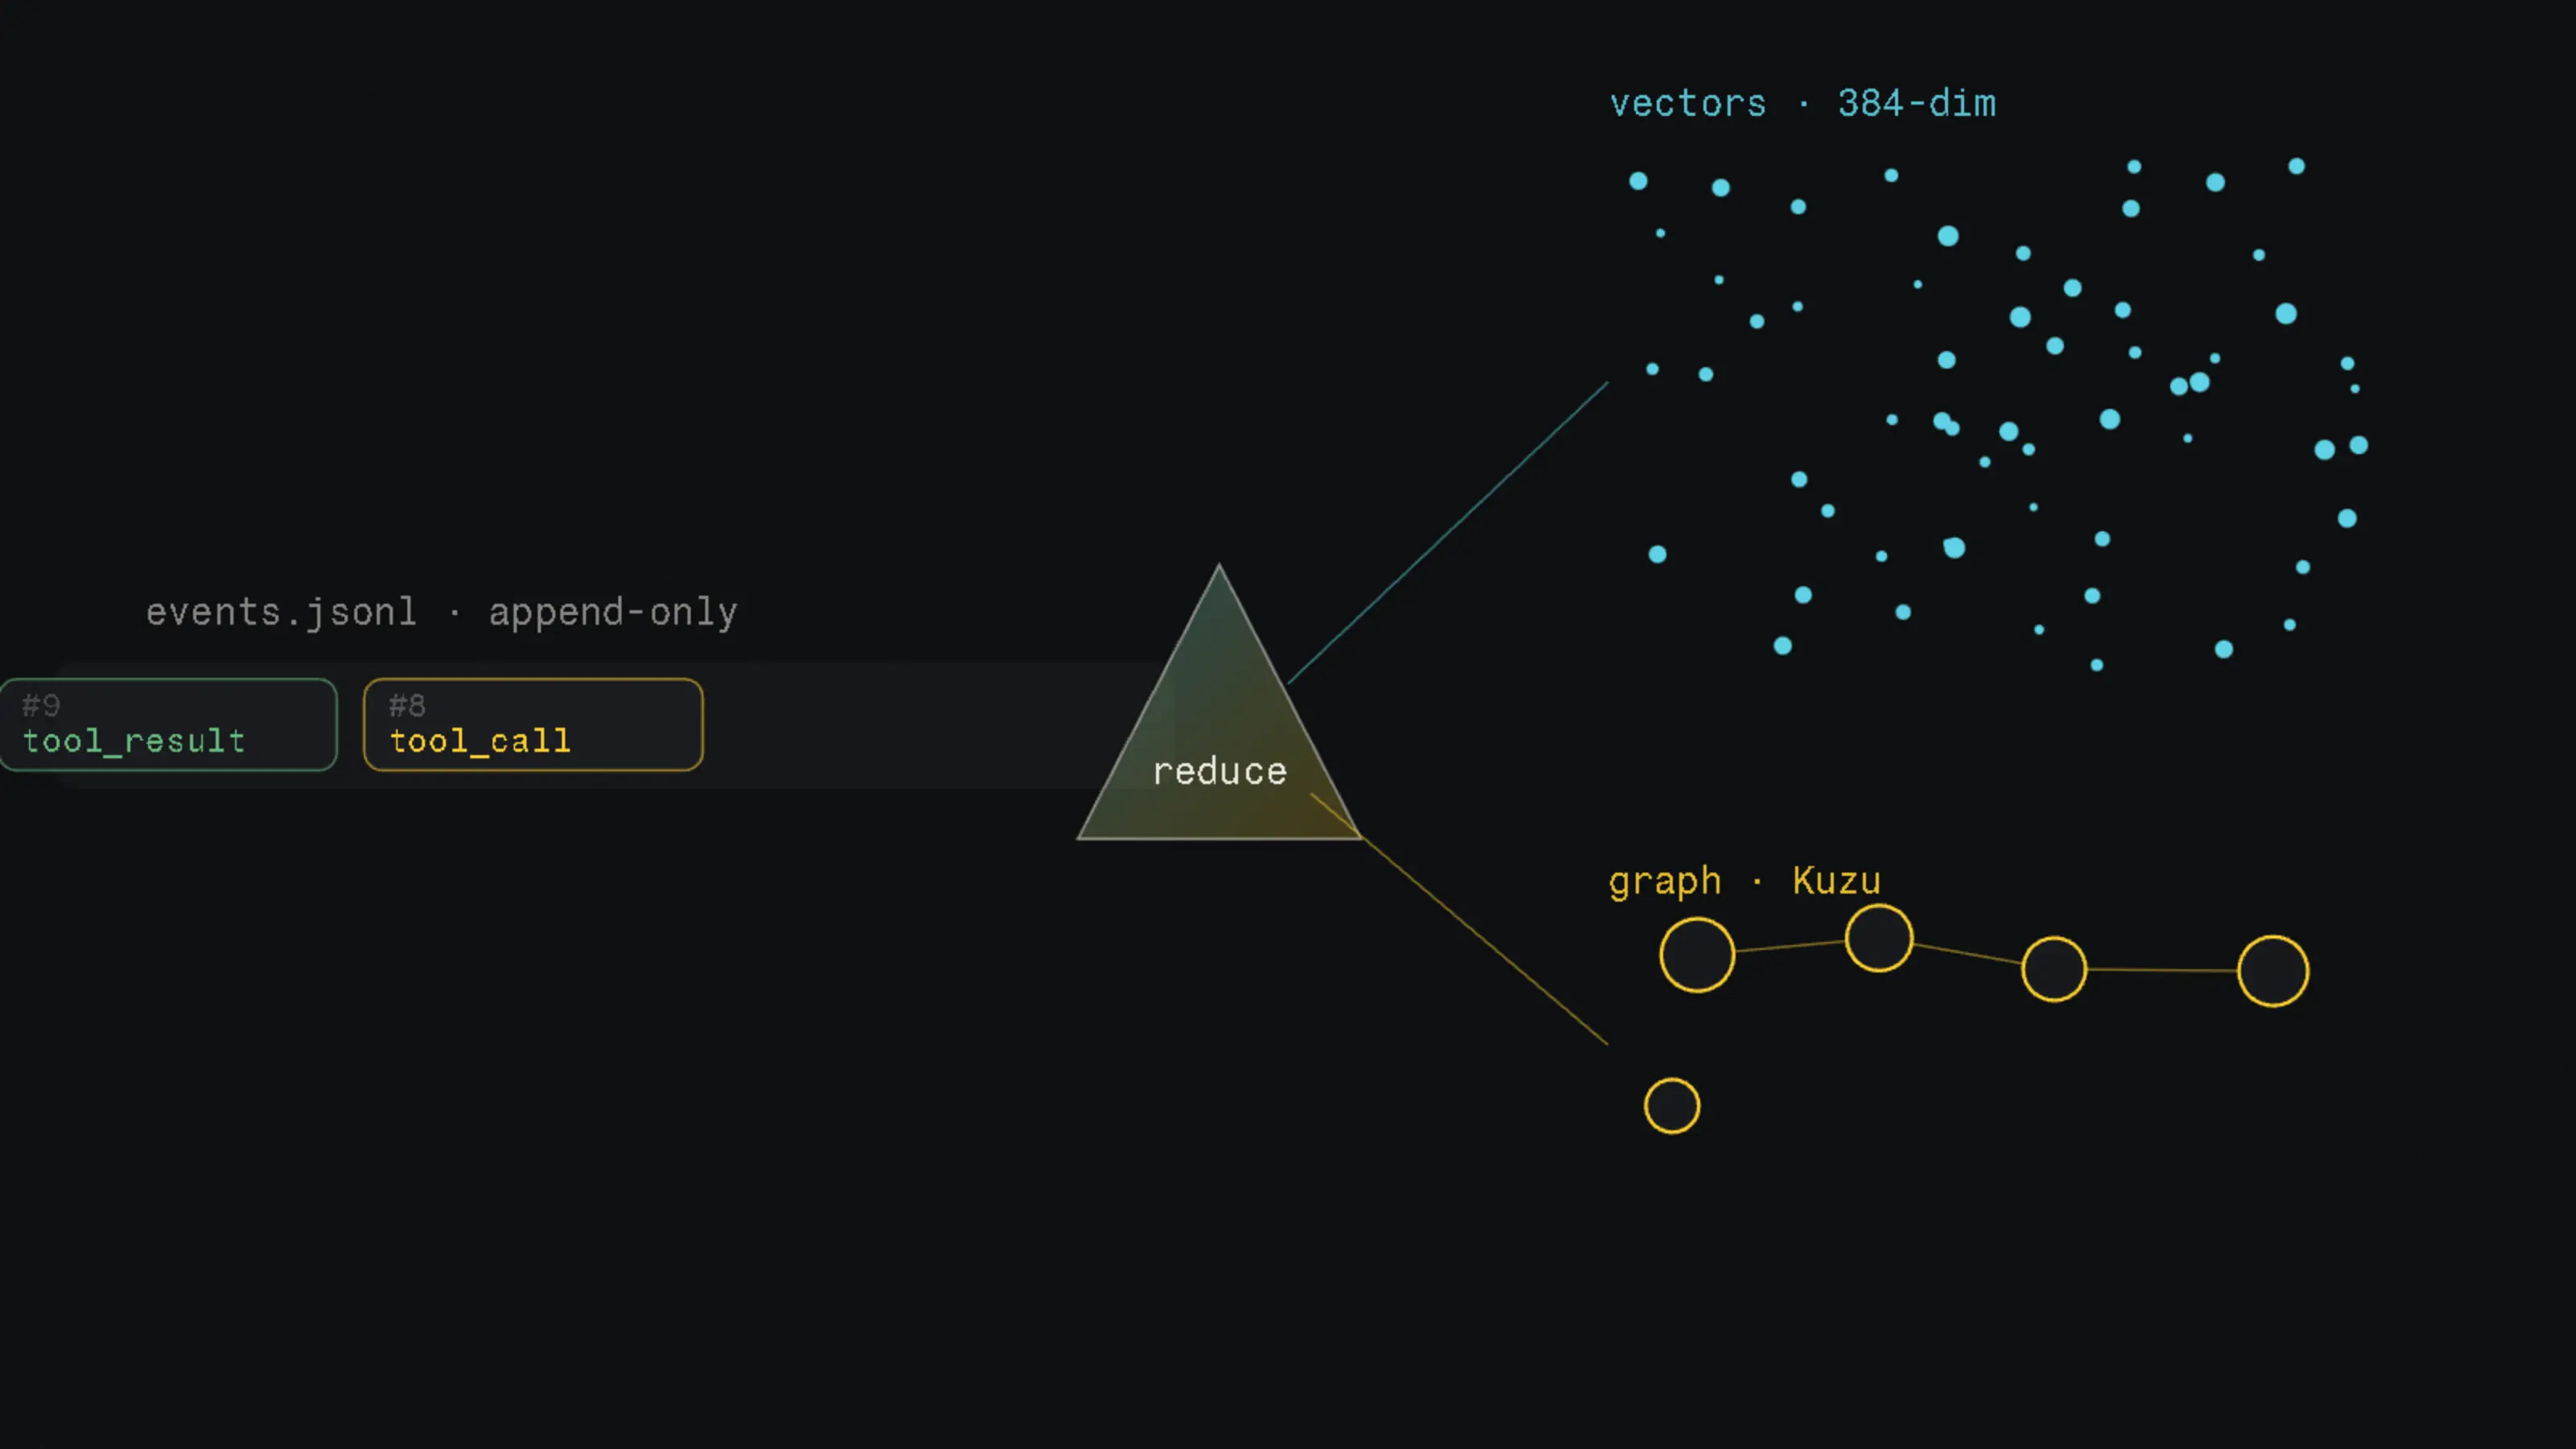 vectors · 384-dim
events.jsonl · append-only
#9
tool_result
#8
tool_call
reduce
graph · Kuzu